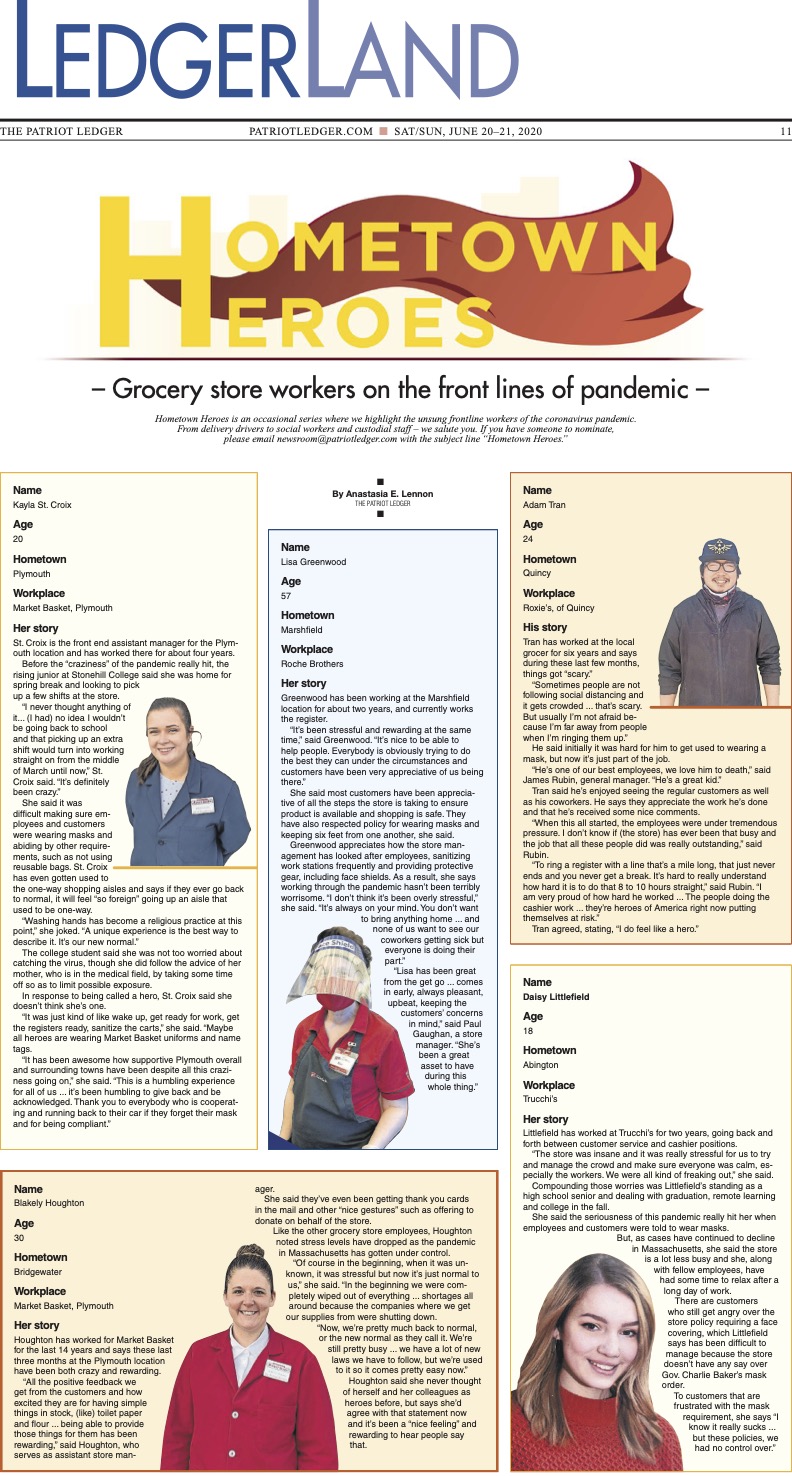 LEDGERLAND
THE PATRIOT LEDGER
PATRIOTLEDGER.COM ■ SAT/SUN, JUNE 20–21, 2020
11
HOMETOWN
HEROES
– Grocery store workers on the front lines of pandemic –
Hometown Heroes is an occasional series where we highlight the unsung frontline workers of the coronavirus pandemic.
From delivery drivers to social workers and custodial staff – we salute you. If you have someone to nominate,
please email newsroom@patriotledger.com with the subject line “Hometown Heroes.”
Name
Kayla St. Croix
Age
20
Hometown
Plymouth
Workplace
Market Basket, Plymouth
Her story
St. Croix is the front end assistant manager for the Plym-
outh location and has worked there for about four years.
Before the “craziness” of the pandemic really hit, the
rising junior at Stonehill College said she was home for
spring break and looking to pick
up a few shifts at the store.
“I never thought anything of
it... (I had) no idea I wouldn’t
be going back to school
and that picking up an extra
shift would turn into working
straight on from the middle
of March until now,” St.
Croix said. “It’s definitely
been crazy.”
She said it was
difficult making sure em-
ployees and customers
were wearing masks and
abiding by other require-
ments, such as not using
reusable bags. St. Croix
has even gotten used to
the one-way shopping aisles and says if they ever go back
to normal, it will feel “so foreign” going up an aisle that
used to be one-way.
“Washing hands has become a religious practice at this
point,” she joked. “A unique experience is the best way to
describe it. It’s our new normal.”
The college student said she was not too worried about
catching the virus, though she did follow the advice of her
mother, who is in the medical field, by taking some time
off so as to limit possible exposure.
In response to being called a hero, St. Croix said she
doesn’t think she’s one.
“It was just kind of like wake up, get ready for work, get
the registers ready, sanitize the carts,” she said. “Maybe
all heroes are wearing Market Basket uniforms and name
tags.
“It has been awesome how supportive Plymouth overall
and surrounding towns have been despite all this crazi-
ness going on,” she said. “This is a humbling experience
for all of us ... it’s been humbling to give back and be
acknowledged. Thank you to everybody who is cooperat-
ing and running back to their car if they forget their mask
and for being compliant.”
By Anastasia E. Lennon
THE PATRIOT LEDGER
Name
Lisa Greenwood
Age
57
Hometown
Marshfield
Workplace
Roche Brothers
Her story
Greenwood has been working at the Marshfield
location for about two years, and currently works
the register.
“It’s been stressful and rewarding at the same
time,” said Greenwood. “It’s nice to be able to
help people. Everybody is obviously trying to do
the best they can under the circumstances and
customers have been very appreciative of us being
there.”
She said most customers have been apprecia-
tive of all the steps the store is taking to ensure
product is available and shopping is safe. They
have also respected policy for wearing masks and
keeping six feet from one another, she said.
Greenwood appreciates how the store man-
agement has looked after employees, sanitizing
work stations frequently and providing protective
gear, including face shields. As a result, she says
working through the pandemic hasn’t been terribly
worrisome. “I don’t think it’s been overly stressful,”
she said. “It’s always on your mind. You don’t want
to bring anything home ... and
none of us want to see our
coworkers getting sick but
everyone is doing their
part.”
“Lisa has been great
from the get go ... comes
in early, always pleasant,
upbeat, keeping the
customers’ concerns
in mind,” said Paul
Gaughan, a store
manager. “She’s
been a great
asset to have
during this
whole thing.”
Face Shield
Name
Adam Tran
Age
24
Hometown
Quincy
Workplace
Roxie’s, of Quincy
His story
Tran has worked at the local
grocer for six years and says
during these last few months,
things got “scary.”
“Sometimes people are not
following social distancing and
it gets crowded ... that’s scary.
But usually I’m not afraid be-
cause I’m far away from people
when I’m ringing them up.”
He said initially it was hard for him to get used to wearing a
mask, but now it’s just part of the job.
“He’s one of our best employees, we love him to death,” said
James Rubin, general manager. “He’s a great kid.”
Tran said he’s enjoyed seeing the regular customers as well
as his coworkers. He says they appreciate the work he’s done
and that he’s received some nice comments.
“When this all started, the employees were under tremendous
pressure. I don’t know if (the store) has ever been that busy and
the job that all these people did was really outstanding,” said
Rubin.
“To ring a register with a line that’s a mile long, that just never
ends and you never get a break. It’s hard to really understand
how hard it is to do that 8 to 10 hours straight,” said Rubin. “I
am very proud of how hard he worked ... The people doing the
cashier work ... they’re heroes of America right now putting
themselves at risk.”
Tran agreed, stating, “I do feel like a hero.”
Name
Daisy Littlefield
Age
18
Hometown
Abington
Workplace
Trucchi’s
Her story
Littlefield has worked at Trucchi’s for two years, going back and
forth between customer service and cashier positions.
“The store was insane and it was really stressful for us to try
and manage the crowd and make sure everyone was calm, es-
pecially the workers. We were all kind of freaking out,” she said.
Compounding those worries was Littlefield’s standing as a
high school senior and dealing with graduation, remote learning
and college in the fall.
She said the seriousness of this pandemic really hit her when
employees and customers were told to wear masks.
But, as cases have continued to decline
in Massachusetts, she said the store
is a lot less busy and she, along
with fellow employees, have
had some time to relax after a
long day of work.
There are customers
who still get angry over the
store policy requiring a face
covering, which Littlefield
says has been difficult to
manage because the store
doesn’t have any say over
Gov. Charlie Baker’s mask
order.
To customers that are
frustrated with the mask
requirement, she says “I
know it really sucks ...
but these policies, we
had no control over.”
Name
Blakely Houghton
Age
30
Hometown
Bridgewater
Workplace
Market Basket, Plymouth
Her story
Houghton has worked for Market Basket
for the last 14 years and says these last
three months at the Plymouth location
have been both crazy and rewarding.
“All the positive feedback we
get from the customers and how
excited they are for having simple
things in stock, (like) toilet paper
and flour ... being able to provide
those things for them has been
rewarding,” said Houghton, who
serves as assistant store man-
ager.
She said they’ve even been getting thank you cards
in the mail and other “nice gestures” such as offering to
donate on behalf of the store.
Like the other grocery store employees, Houghton
noted stress levels have dropped as the pandemic
in Massachusetts has gotten under control.
“Of course in the beginning, when it was un-
known, it was stressful but now it’s just normal to
us,” she said. “In the beginning we were com-
pletely wiped out of everything ... shortages all
around because the companies where we get
our supplies from were shutting down.
“Now, we’re pretty much back to normal,
or the new normal as they call it. We’re
still pretty busy ... we have a lot of new
laws we have to follow, but we’re used
to it so it comes pretty easy now.”
Houghton said she never thought
of herself and her colleagues as
heroes before, but says she’d
agree with that statement now
and it’s been a “nice feeling” and
rewarding to hear people say
that.